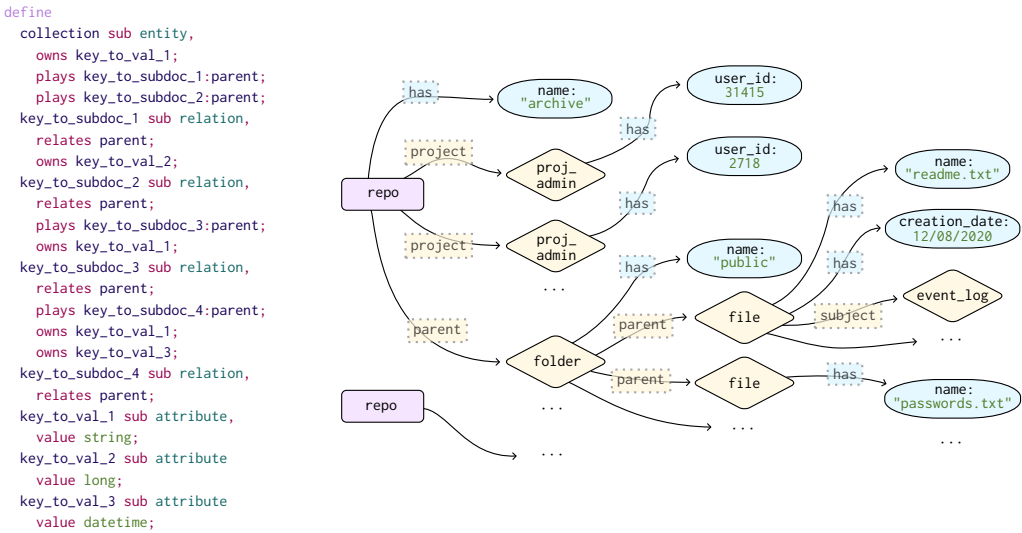 define
collection sub entity,
owns key_to_val_1;
plays key_to_subdoc_1:parent;
plays key_to_subdoc_2:parent;
key_to_subdoc_1 sub relation,
relates parent;
owns key_to_val_2;
key_to_subdoc_2 sub relation,
relates parent;
plays key_to_subdoc_3:parent;
owns key_to_val_1;
key_to_subdoc_3 sub relation,
relates parent;
plays key_to_subdoc_4:parent;
owns key_to_val_1;
owns key_to_val_3;
key_to_subdoc_4 sub relation,
relates parent;
key_to_val_1 sub attribute,
value string;
key_to_val_2 sub attribute
value long;
key_to_val_3 sub attribute
value datetime;
repo
has
name:
"archive"
project
proj_
admin
has
user_id:
31415
project
proj_
admin
has
user_id:
2718
...
parent
folder
has
name:
"public"
parent
file
has
name:
"readme.txt"
has
creation_date:
12/08/2020
subject
event_log
...
parent
file
has
name:
"passwords.txt"
...
...
...
repo
...